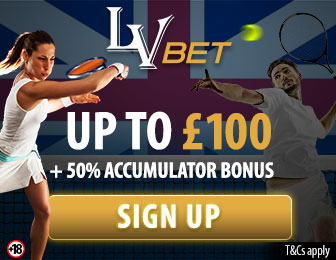 LV BET
UP TO £100
+ 50% ACCUMULATOR BONUS
SIGN UP
+18
T&Cs apply